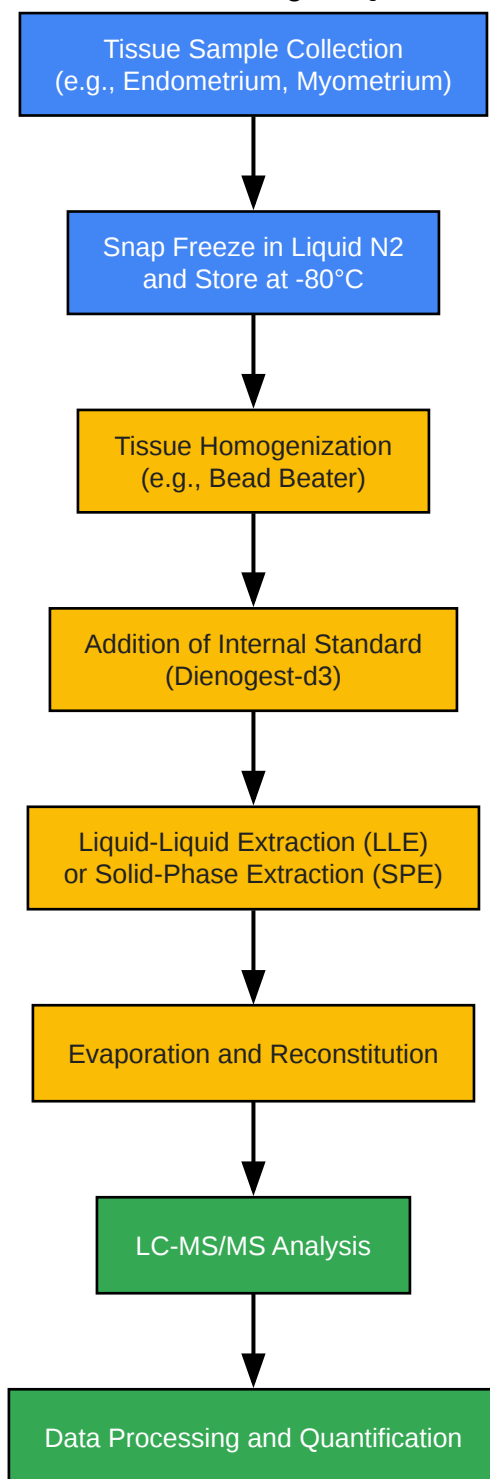 Tissue Sample Collection
(e.g., Endometrium, Myometrium)
Snap Freeze in Liquid N2
and Store at -80°C
Tissue Homogenization
(e.g., Bead Beater)
Addition of Internal Standard
(Dienogest-d3)
Liquid-Liquid Extraction (LLE)
or Solid-Phase Extraction (SPE)
Evaporation and Reconstitution
LC-MS/MS Analysis
Data Processing and Quantification